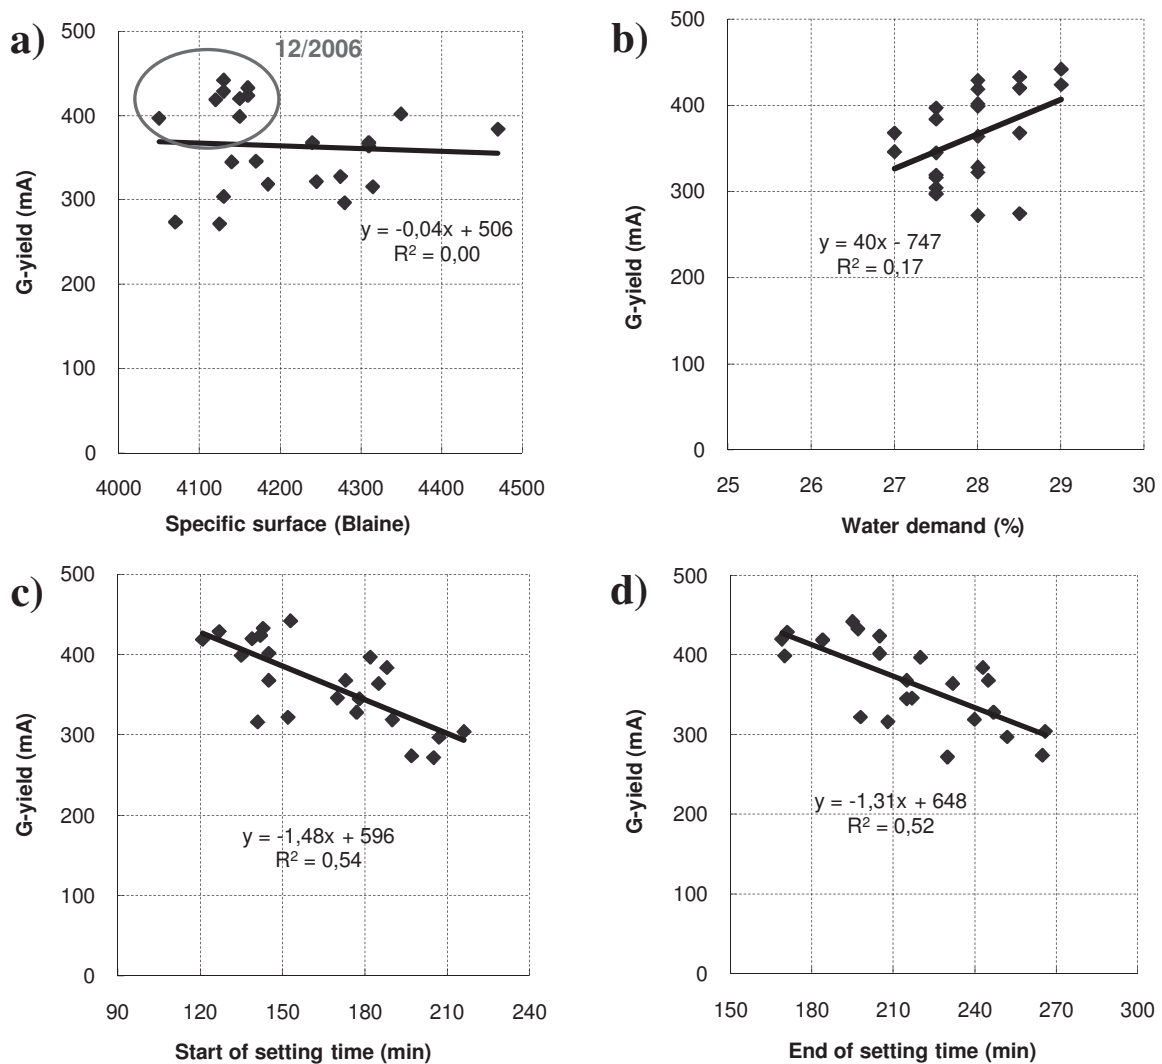 a)
12/2006
500
400
300
200
100
0
G-yield (mA)
y = -0,04x + 506
R² = 0,00
4000 4100 4200 4300 4400 4500
Specific surface (Blaine)
b)
500
400
300
200
100
0
G-yield (mA)
y = 40x - 747
R² = 0,17
25 26 27 28 29 30
Water demand (%)
c)
500
400
300
200
100
0
G-yield (mA)
y = -1,48x + 596
R² = 0,54
90 120 150 180 210 240
Start of setting time (min)
d)
500
400
300
200
100
0
G-yield (mA)
y = -1,31x + 648
R² = 0,52
150 180 210 240 270 300
End of setting time (min)